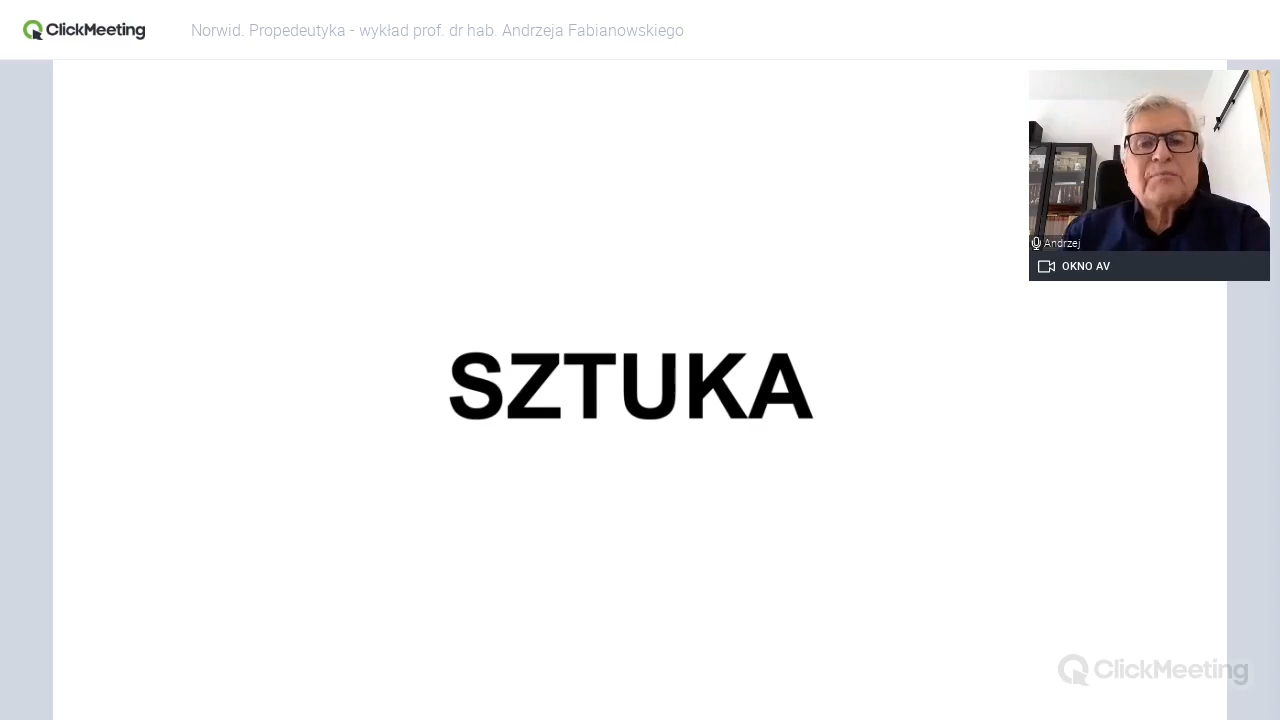 ClickMeeting
Norwid. Propedeutyka - wykład prof. dr hab. Andrzeja Fabianowskiego
Andrzej
OKNO AV
SZTUKA
ClickMeeting